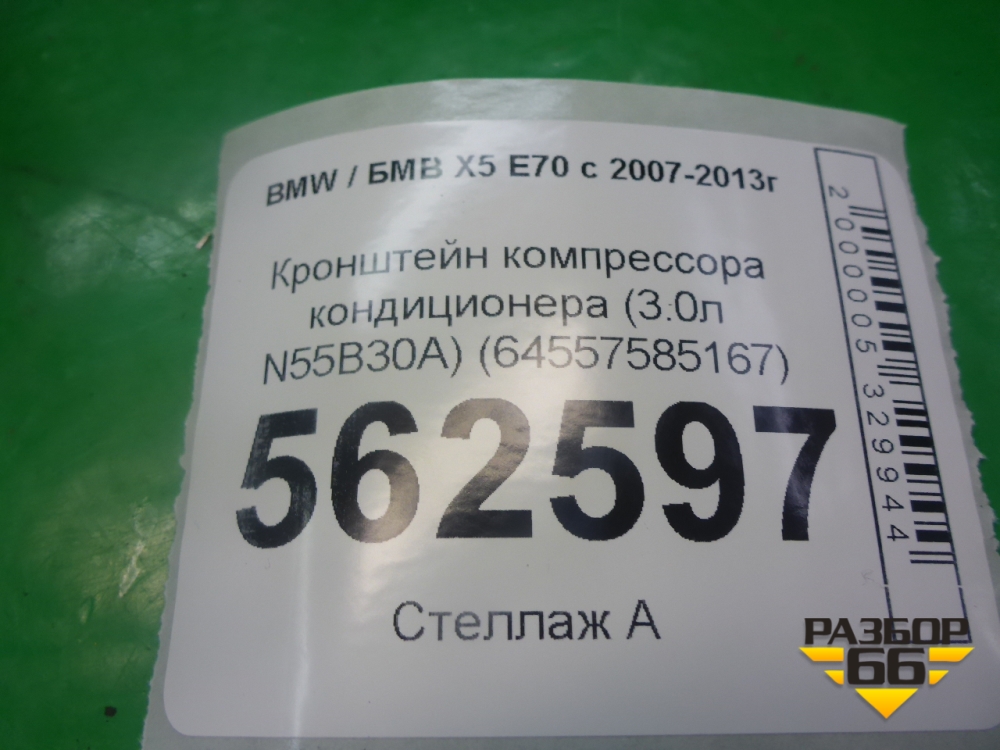 BMW / БМВ X5 E70 с 2007-2013г
Кронштейн компрессора
кондиционера (3.0л
N55B30A) (64557585167)
562597
Стеллаж А
2000005329944
РАЗБОР
66